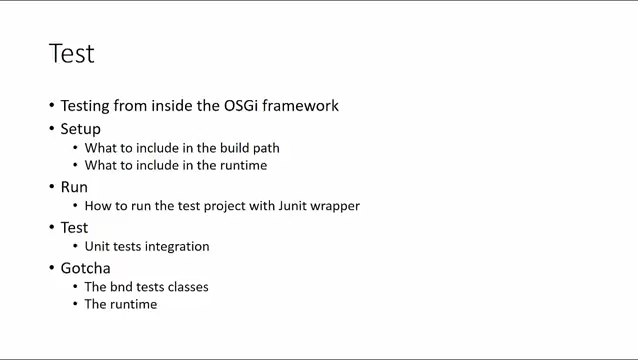 Test
• Testing from inside the OSGi framework
• Setup
• What to include in the build path
• What to include in the runtime
• Run
• How to run the test project with Junit wrapper
• Test
• Unit tests integration
• Gotcha
• The bnd tests classes
• The runtime